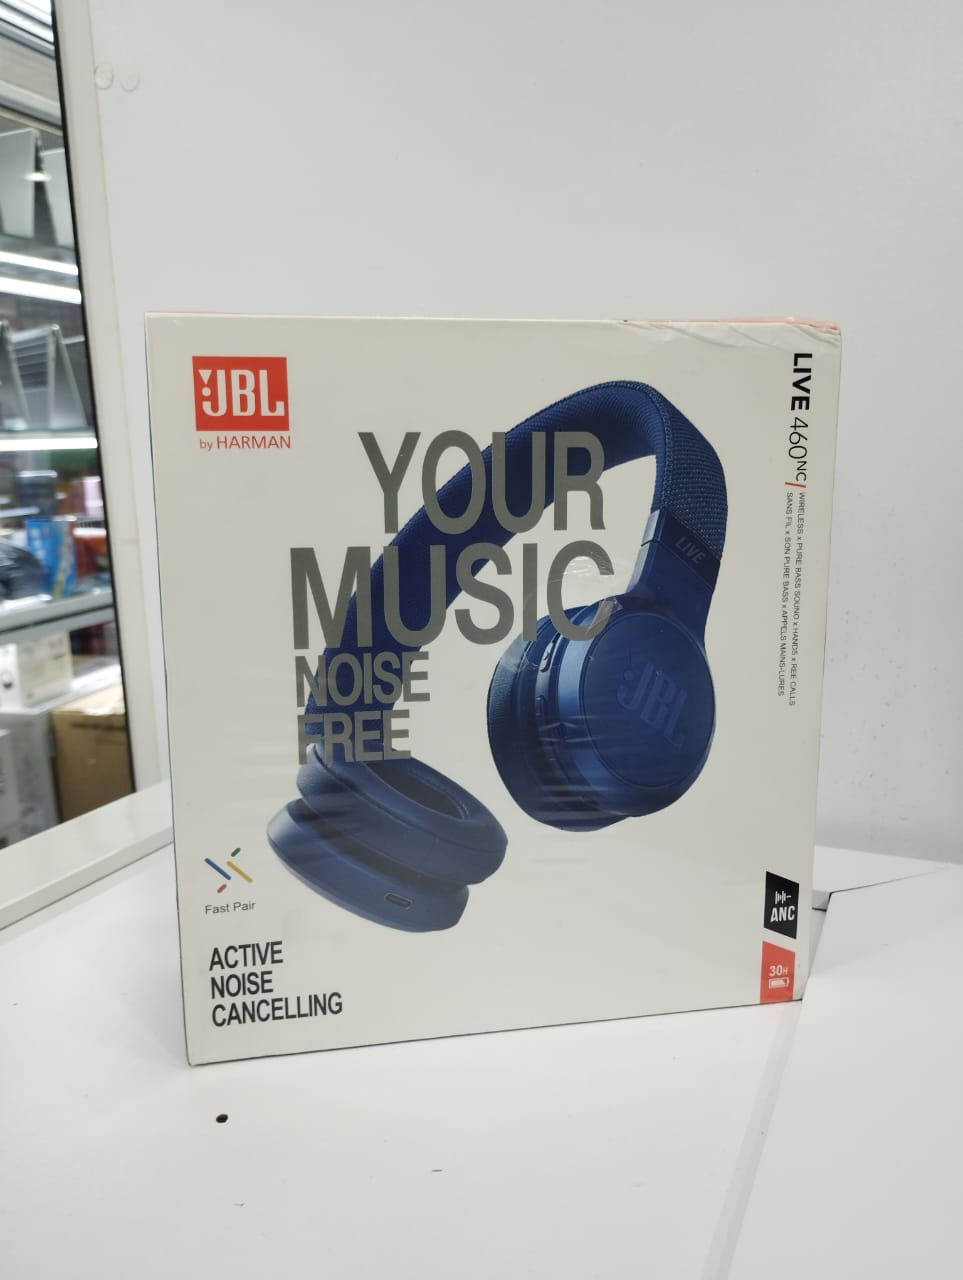 JBL
by HARMAN
YOUR
MUSIC
NOISE
FREE
LIVE
JBL
LIVE 460NC/
WIRELESS x PURE BASS SOUND x HANDS x REE CALLS
SANS FIL x SON PURE BASS x APPELS MAINS-LURES
Fast Pair
ACTIVE
NOISE
CANCELLING
ANC
30H